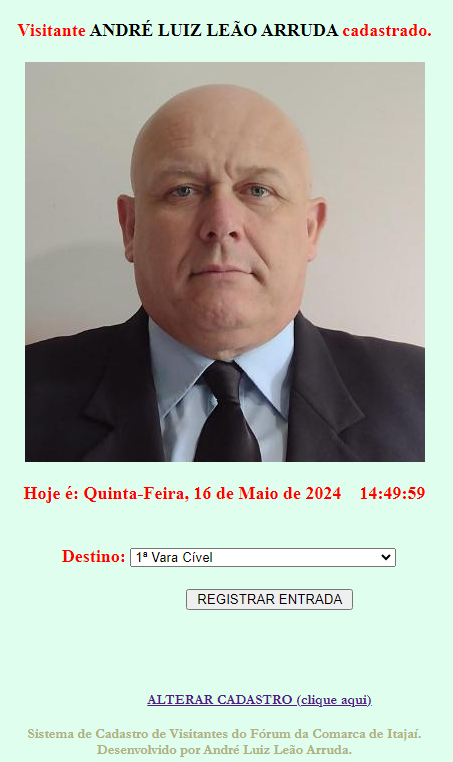 Visitante ANDRÉ LUIZ LEÃO ARRUDA cadastrado.
Hoje é: Quinta-Feira, 16 de Maio de 2024 14:49:59
Destino: 1ª Vara Cível
REGISTRAR ENTRADA
ALTERAR CADASTRO (clique aqui)
Sistema de Cadastro de Visitantes do Fórum da Comarca de Itajaí.
Desenvolvido por André Luiz Leão Arruda.